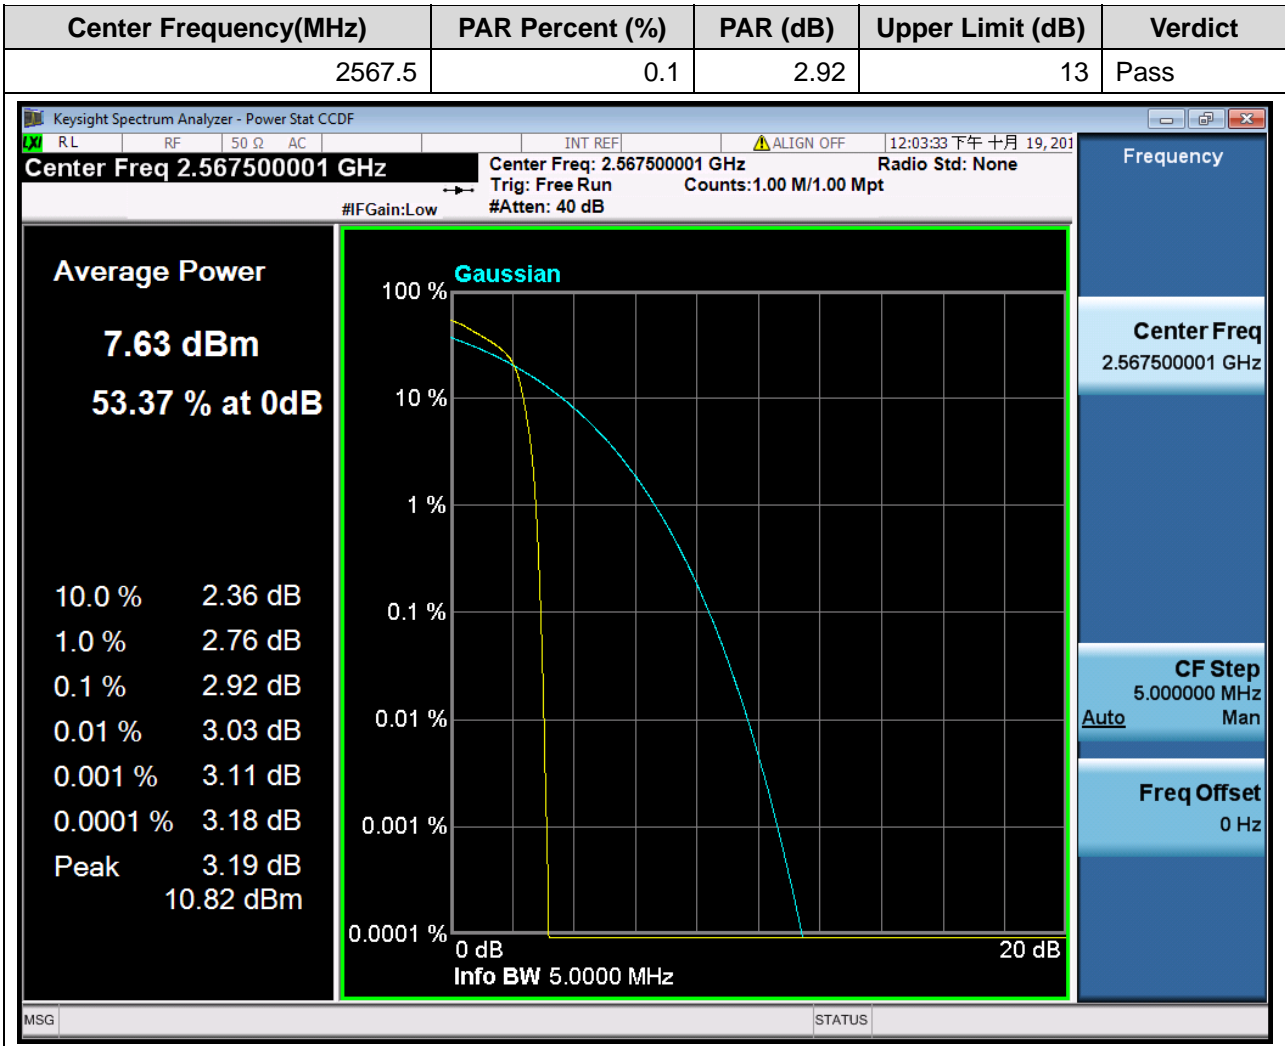 Center Frequency(MHz) PAR Percent (%) PAR (dB) Upper Limit (dB) Verdict
2567.5 0.1 2.92 13 Pass
Keysight Spectrum Analyzer - Power Stat CCDF
LXI RL RF 50 Ω AC INT REF ALIGN OFF 12:03:33 下午 十月 19, 201
Center Freq 2.567500001 GHz
#IFGain:Low
Center Freq: 2.567500001 GHz Radio Std: None
Trig: Free Run Counts:1.00 M/1.00 Mpt
#Atten: 40 dB
Average Power
7.63 dBm
53.37 % at 0dB
10.0 % 2.36 dB
1.0 % 2.76 dB
0.1 % 2.92 dB
0.01 % 3.03 dB
0.001 % 3.11 dB
0.0001 % 3.18 dB
Peak 3.19 dB
10.82 dBm
Gaussian
100 %
10 %
1 %
0.1 %
0.01 %
0.001 %
0.0001 %
0 dB 20 dB
Info BW 5.0000 MHz
Frequency
Center Freq
2.567500001 GHz
CF Step
5.000000 MHz
Auto Man
Freq Offset
0 Hz
MSG STATUS